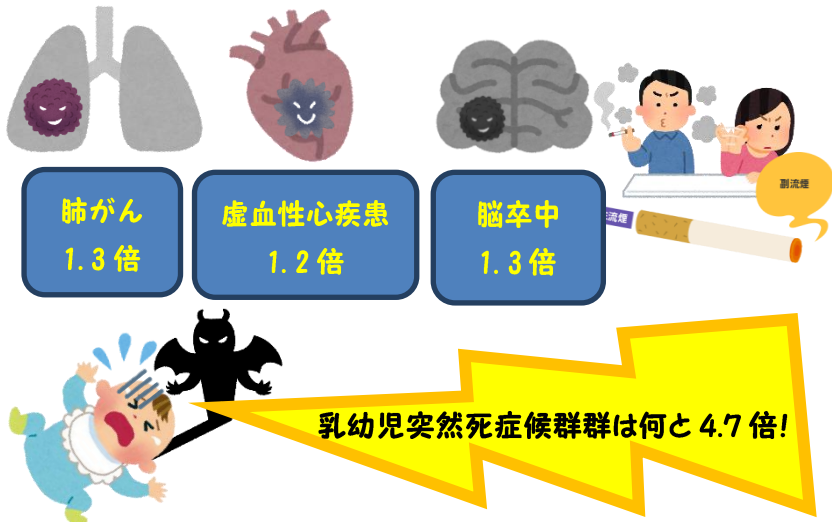 肺がん
1.3倍
虚血性心疾患
1.2倍
脳卒中
1.3倍
副流煙
流煙
乳幼児突然死症候群群は何と4.7倍!